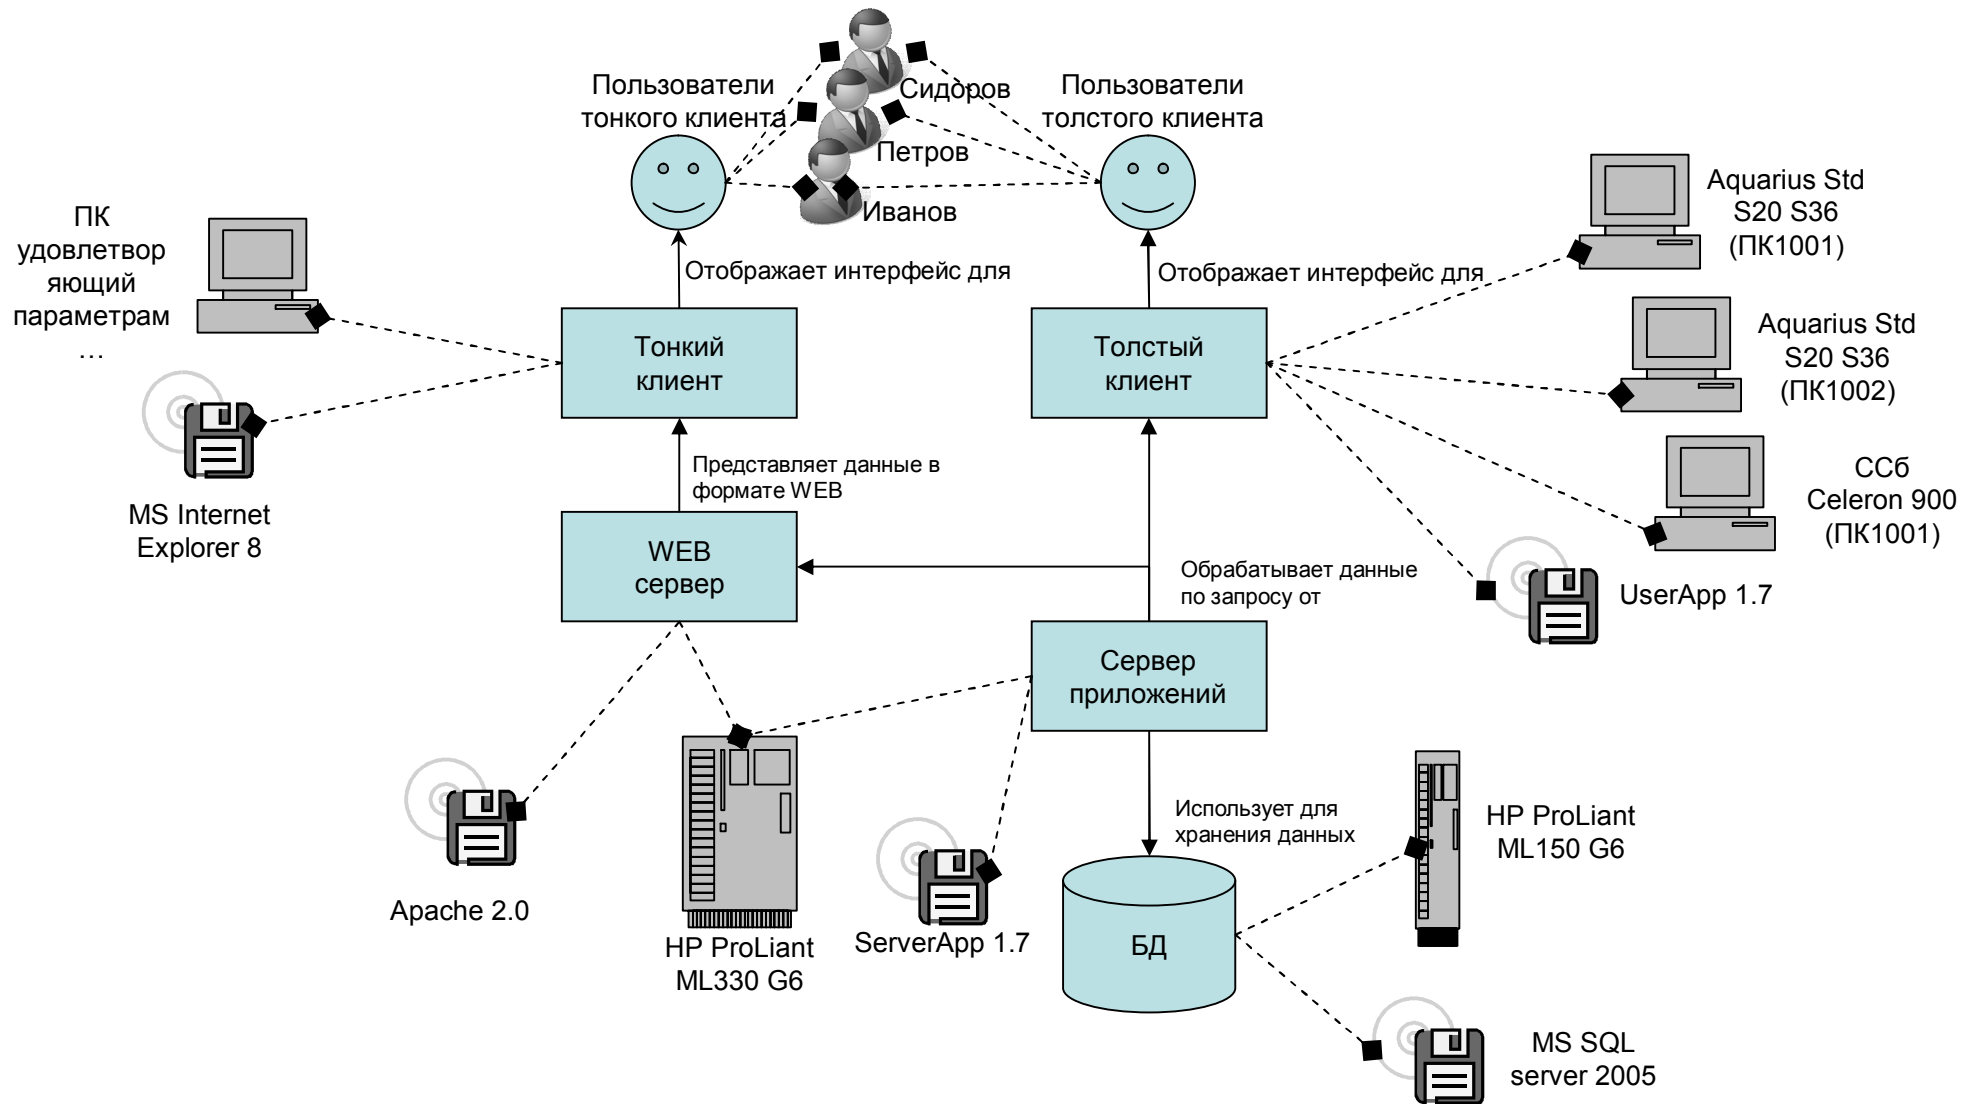 Пользователи
тонкого клиента
Сидоров
Петров
Иванов
Пользователи
толстого клиента
ПК
удовлетвор
яющий
параметрам
…
Отображает интерфейс для
Отображает интерфейс для
Aquarius Std
S20 S36
(ПК1001)
Тонкий
клиент
Толстый
клиент
Aquarius Std
S20 S36
(ПК1002)
MS Internet
Explorer 8
Представляет данные в
формате WEB
ССб
Celeron 900
(ПК1001)
WEB
сервер
Обрабатывает данные
по запросу от
UserApp 1.7
Сервер
приложений
Apache 2.0
HP ProLiant
ML330 G6
ServerApp 1.7
Использует для
хранения данных
HP ProLiant
ML150 G6
БД
MS SQL
server 2005